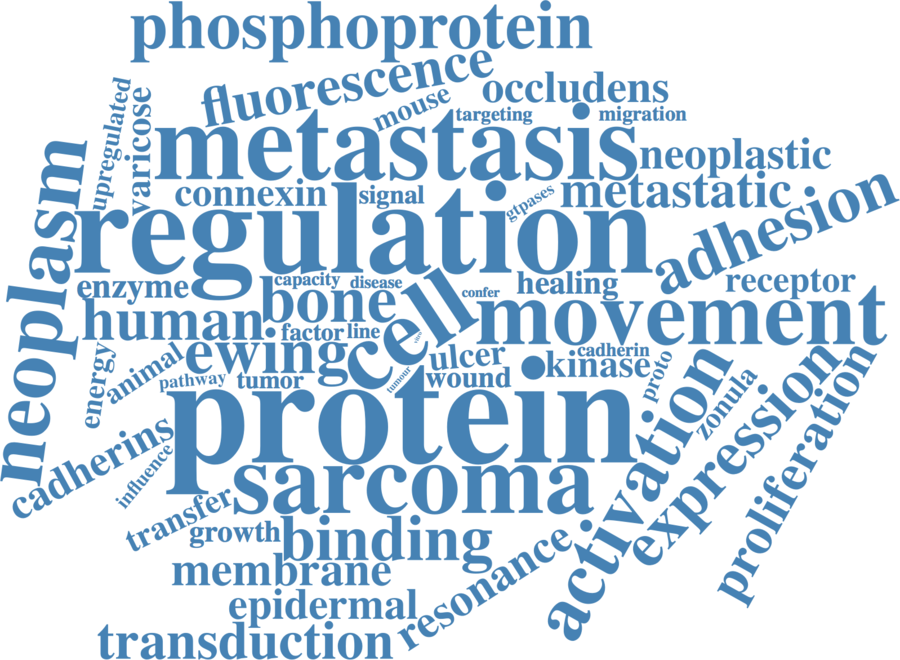 phosphoprotein
fluorescence
occludens
mouse
targeting
migration
upregulated
varicose
metastasis
neoplastic
neoplasm
connexin
signal
gtpases
metastatic
adhesion
regulation
enzyme
capacity
disease
confer
healing
receptor
bone
cell
human
factor
line
movement
energy
animal
ewing
ulcer
cadherin
kinase
proto
pathway
tumor
tumour
wound
zonula
protein
activation
expression
proliferation
cadherins
influence
sarcoma
transfer
growth
binding
resonance
membrane
epidermal
transduction